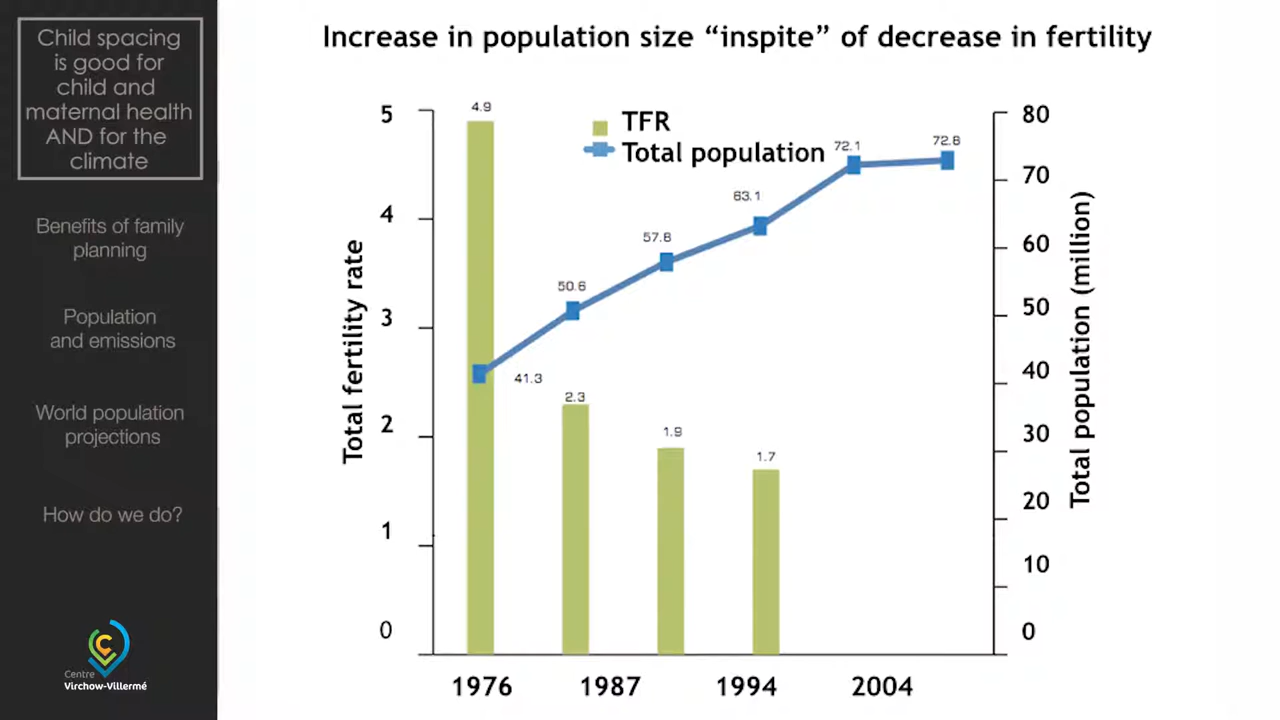 Child spacing
is good for
child and
maternal health
AND for the
climate
Benefits of family
planning
Population
and emissions
World population
projections
How do we do?
Centre
Virchow-Villermé
Increase in population size “inspite” of decrease in fertility
TFR
Total population
Total fertility rate
5
4
3
2
1
0
4.9
2.3
1.9
1.7
41.3
50.6
57.8
63.1
72.1
72.8
80
70
60
50
40
30
20
10
0
Total population (million)
1976
1987
1994
2004